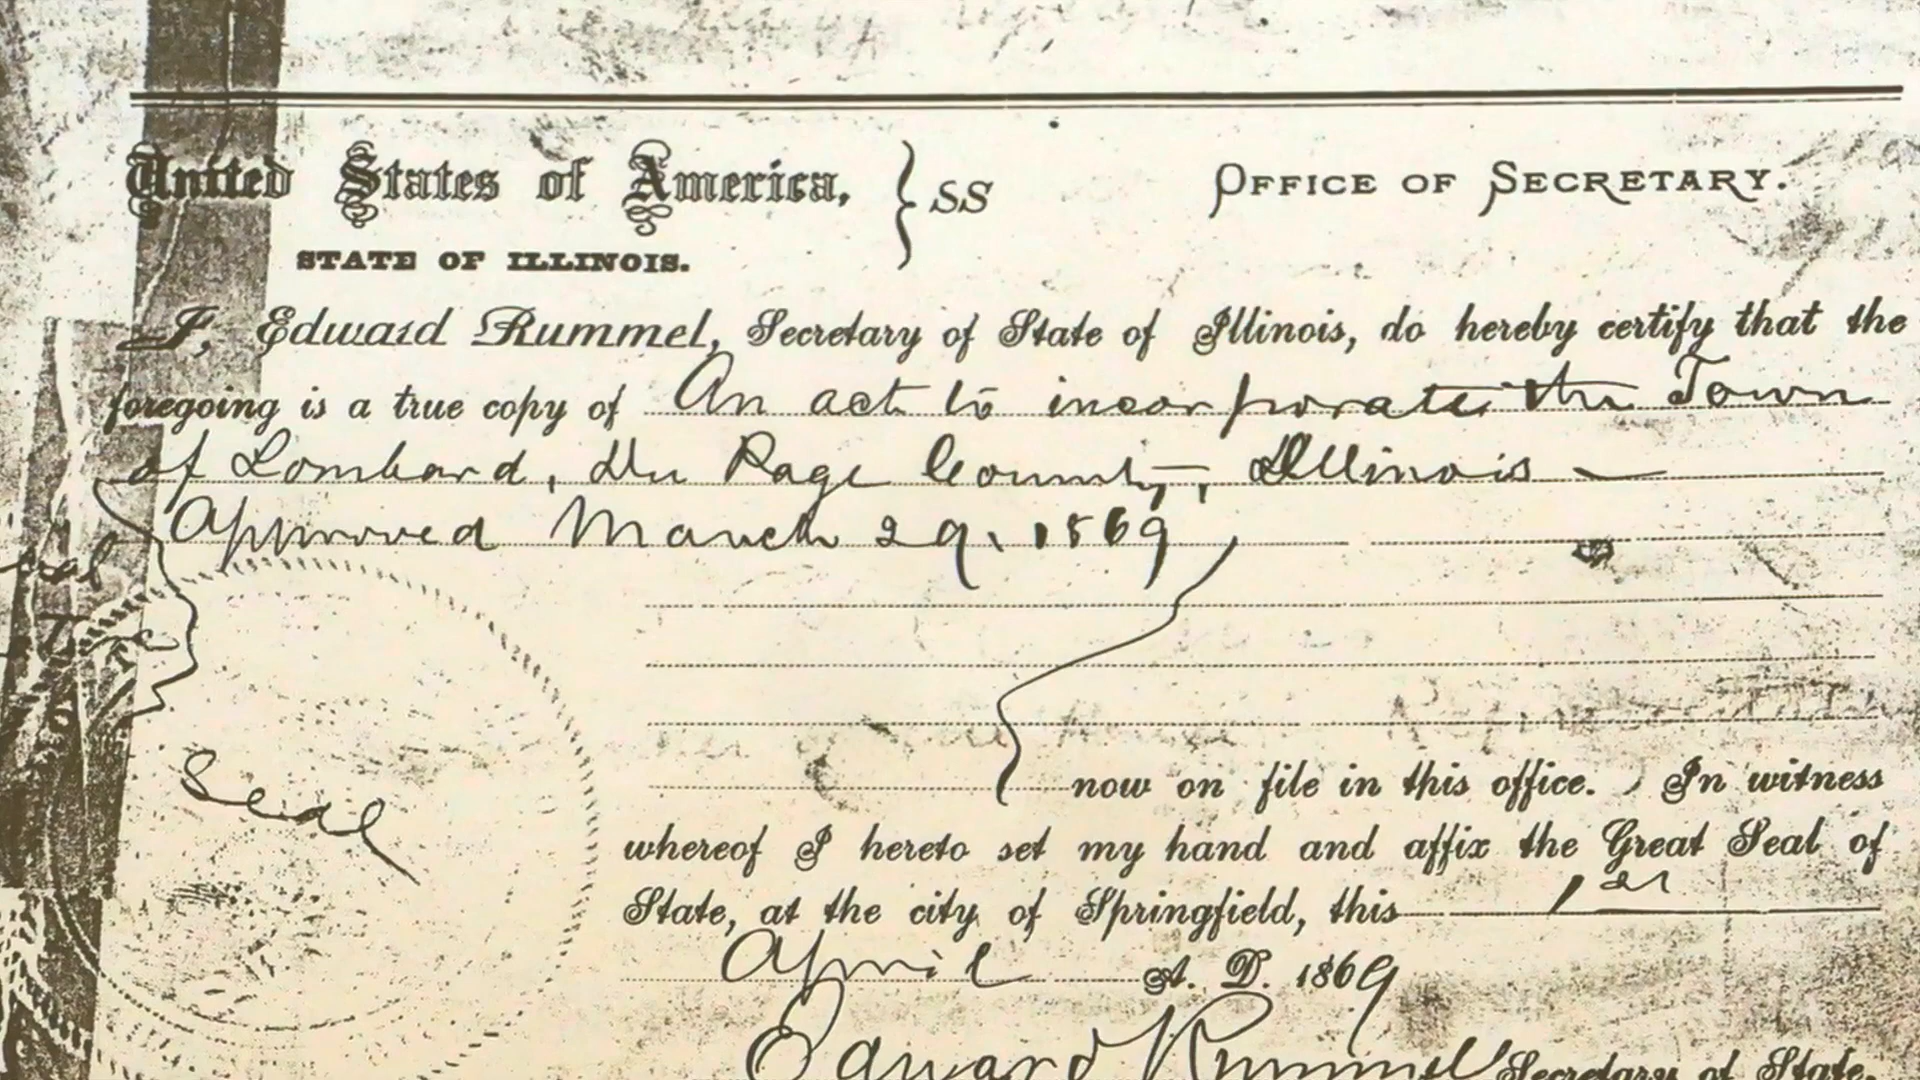 United States of America, } SS OFFICE OF SECRETARY.
STATE OF ILLINOIS.
I, Edward Rummel, Secretary of State of Illinois, do hereby certify that the
foregoing is a true copy of An act to incorporate the Town
of Lombard, Du Page County, Illinois —
Approved March 29, 1869
now on file in this office. In witness
whereof I hereto set my hand and affix the Great Seal of
State, at the city of Springfield, this 1st
April A. D. 1869
Edward Rummel Secretary of State.
Seal